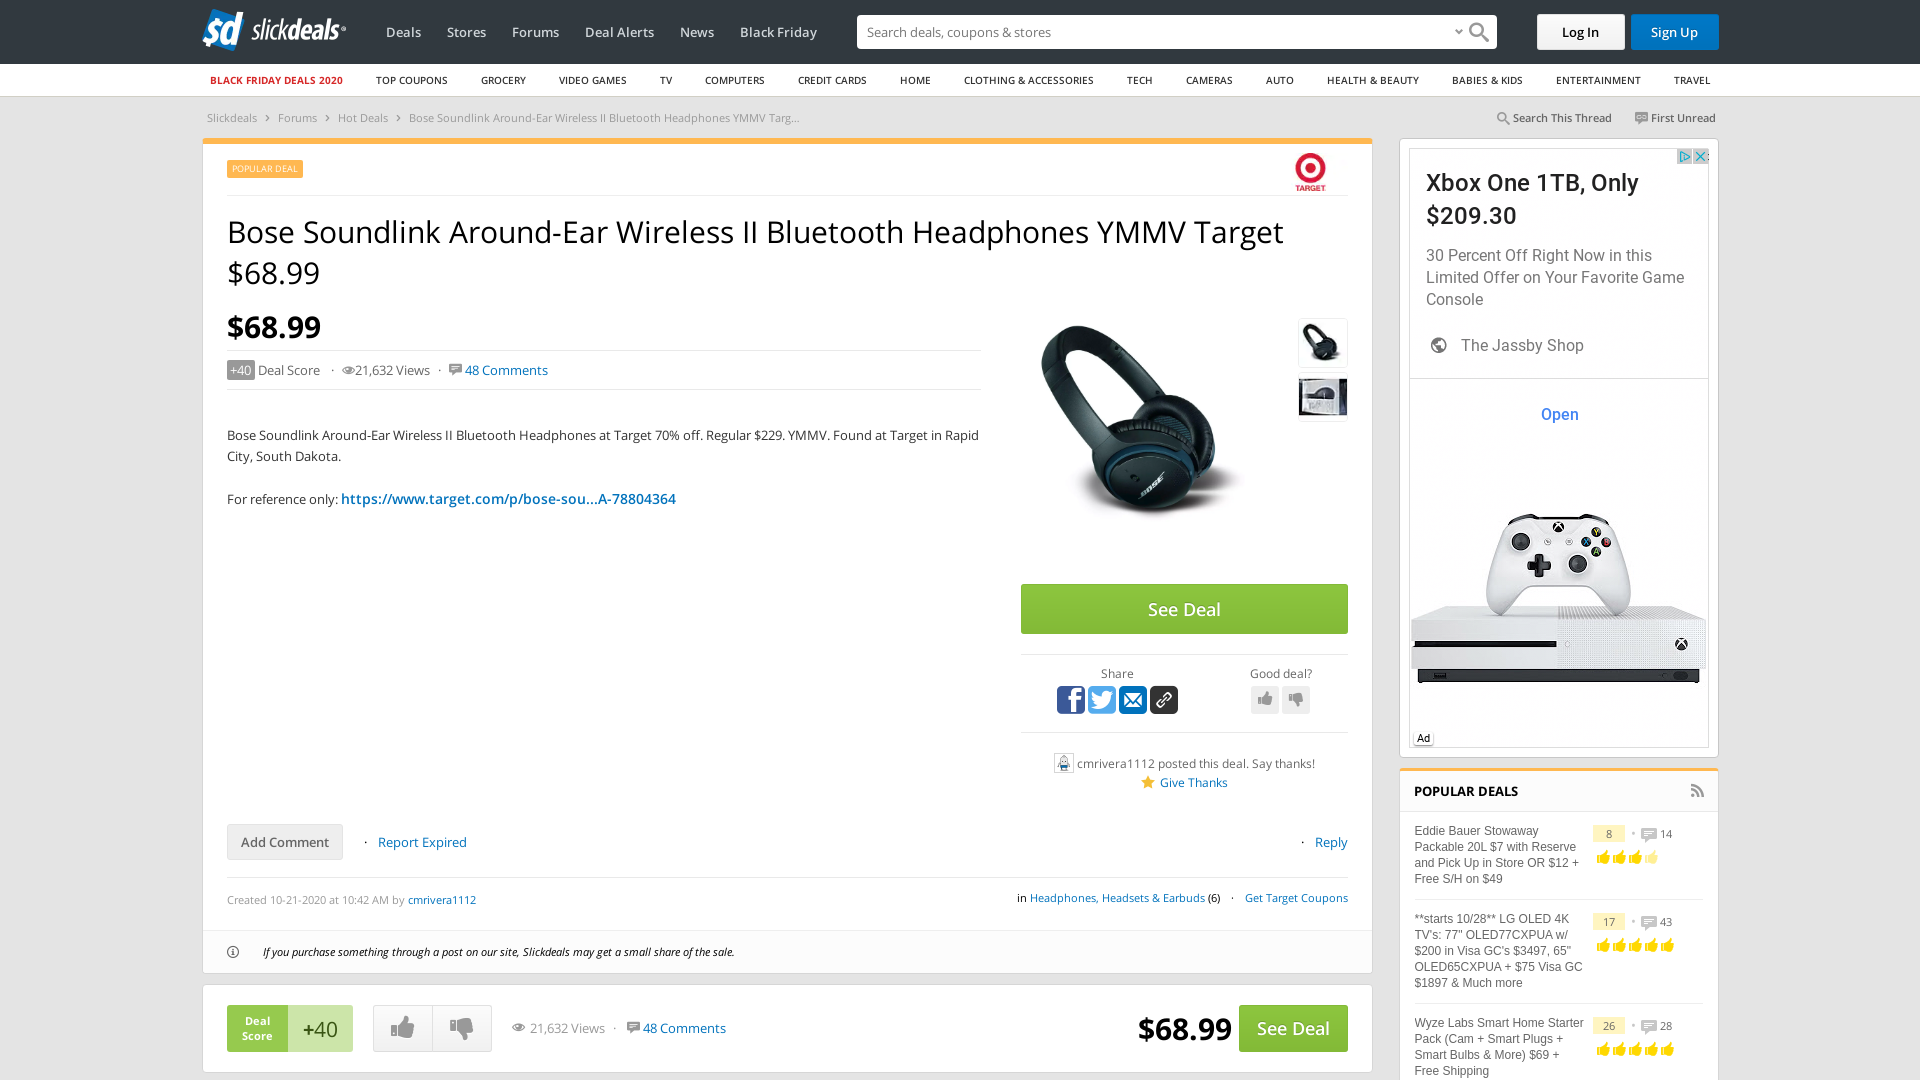 sd slickdeals
Deals
Stores
Forums
Deal Alerts
News
Black Friday
Search deals, coupons & stores
Log In
Sign Up
BLACK FRIDAY DEALS 2020
TOP COUPONS
GROCERY
VIDEO GAMES
TV
COMPUTERS
CREDIT CARDS
HOME
CLOTHING & ACCESSORIES
TECH
CAMERAS
AUTO
HEALTH & BEAUTY
BABIES & KIDS
ENTERTAINMENT
TRAVEL
Slickdeals › Forums › Hot Deals › Bose Soundlink Around-Ear Wireless II Bluetooth Headphones YMMV Targ...
Search This Thread
First Unread
POPULAR DEAL
TARGET
Bose Soundlink Around-Ear Wireless II Bluetooth Headphones YMMV Target
$68.99
$68.99
+40 Deal Score · 21,632 Views · 48 Comments
Bose Soundlink Around-Ear Wireless II Bluetooth Headphones at Target 70% off. Regular $229. YMMV. Found at Target in Rapid
City, South Dakota.
For reference only: https://www.target.com/p/bose-sou...A-78804364
BOSE
See Deal
Share
Good deal?
cmrivera1112 posted this deal. Say thanks!
Give Thanks
Add Comment
· Report Expired
· Reply
Created 10-21-2020 at 10:42 AM by cmrivera1112
in Headphones, Headsets & Earbuds (6) · Get Target Coupons
If you purchase something through a post on our site, Slickdeals may get a small share of the sale.
Deal
Score
+40
21,632 Views · 48 Comments
$68.99
See Deal
Xbox One 1TB, Only
$209.30
30 Percent Off Right Now in this
Limited Offer on Your Favorite Game
Console
The Jassby Shop
Open
Y
X
B
A
Ad
POPULAR DEALS
Eddie Bauer Stowaway
Packable 20L $7 with Reserve
and Pick Up in Store OR $12 +
Free S/H on $49
8 • 14
**starts 10/28** LG OLED 4K
TV's: 77" OLED77CXPUA w/
$200 in Visa GC's $3497, 65"
OLED65CXPUA + $75 Visa GC
$1897 & Much more
17 • 43
Wyze Labs Smart Home Starter
Pack (Cam + Smart Plugs +
Smart Bulbs & More) $69 +
Free Shipping
26 • 28